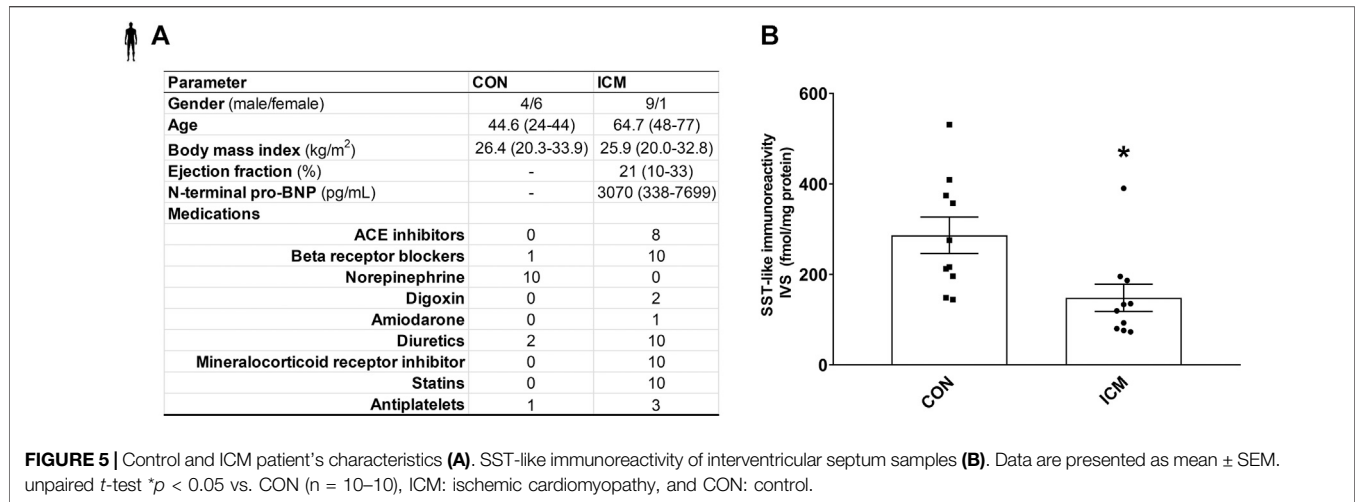 A
Parameter CON ICM
Gender (male/female) 4/6 9/1
Age 44.6 (24-44) 64.7 (48-77)
Body mass index (kg/m²) 26.4 (20.3-33.9) 25.9 (20.0-32.8)
Ejection fraction (%) - 21 (10-33)
N-terminal pro-BNP (pg/mL) - 3070 (338-7699)
Medications
ACE inhibitors 0 8
Beta receptor blockers 1 10
Norepinephrine 10 0
Digoxin 0 2
Amiodarone 0 1
Diuretics 2 10
Mineralocorticoid receptor inhibitor 0 10
Statins 0 10
Antiplatelets 1 3
B
SST-like immunoreactivity
IVS (fmol/mg protein)
600
400
200
0
*
CON
ICM
FIGURE 5 | Control and ICM patient's characteristics (A). SST-like immunoreactivity of interventricular septum samples (B). Data are presented as mean ± SEM.
unpaired t-test *p < 0.05 vs. CON (n = 10–10), ICM: ischemic cardiomyopathy, and CON: control.